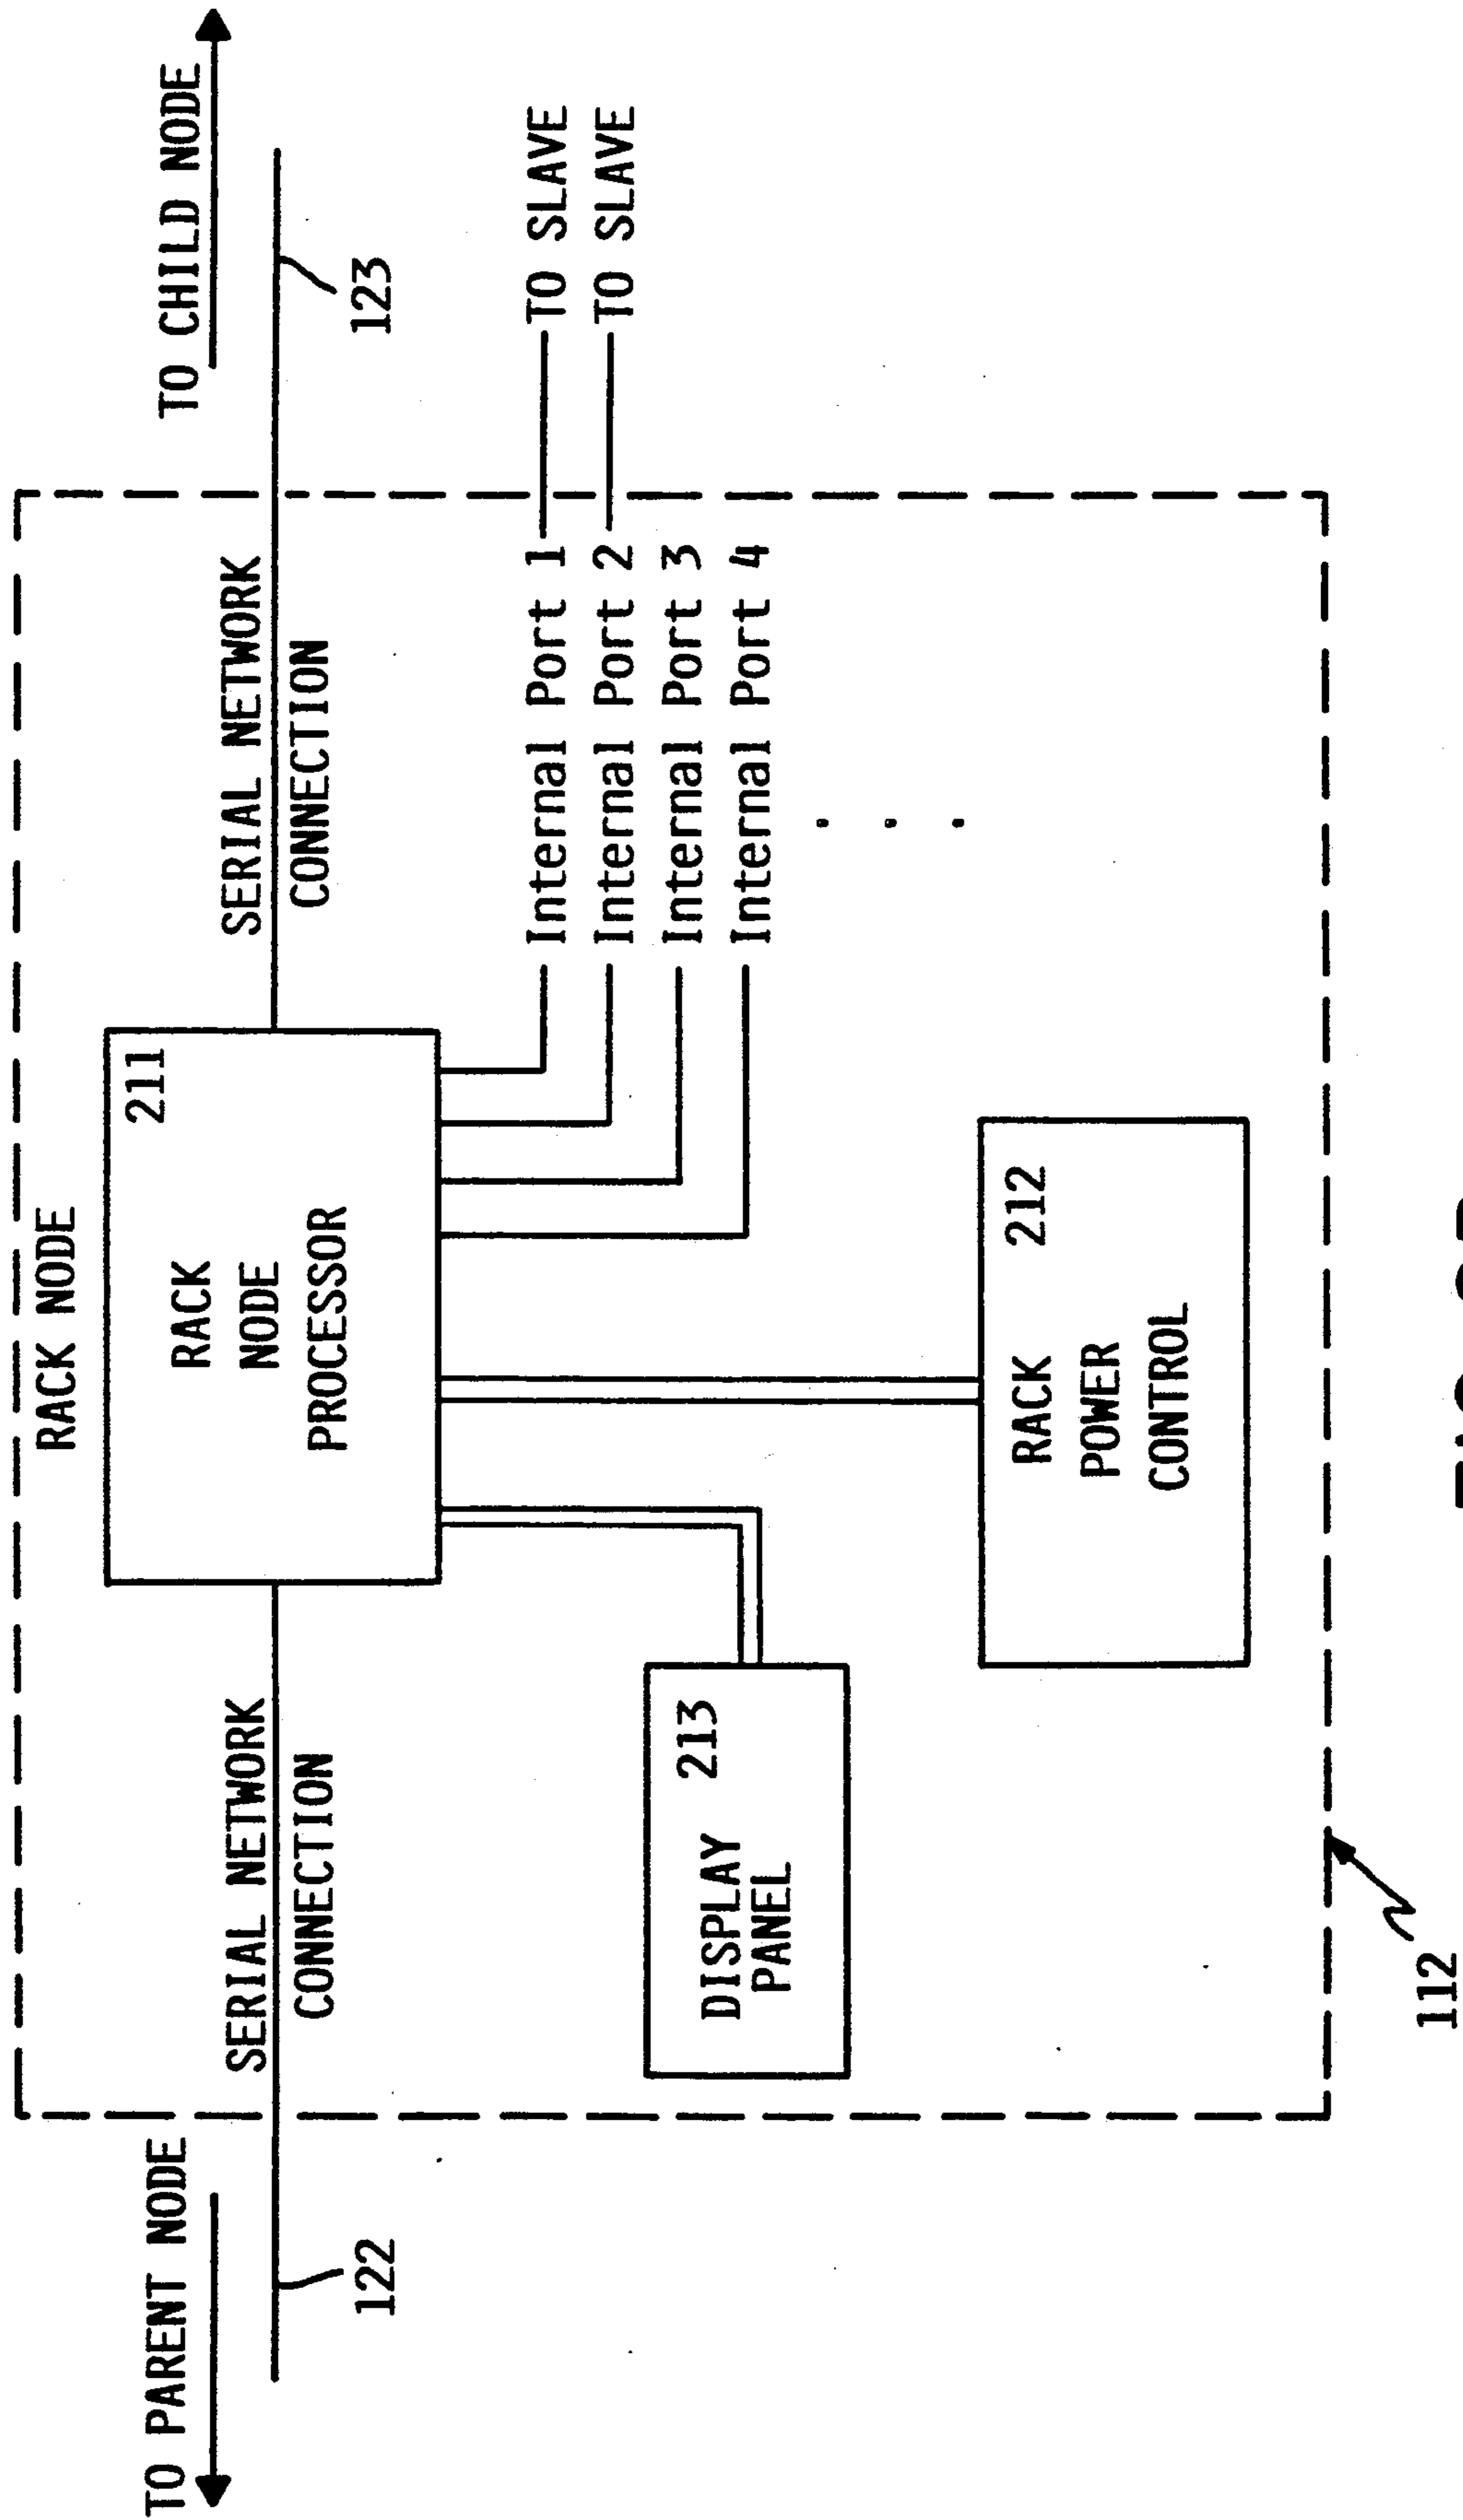 RACK NODE
TO PARENT NODE
TO CHILD NODE
SERIAL NETWORK
CONNECTION
SERIAL NETWORK
CONNECTION
122
123
211
RACK
NODE
PROCESSOR
Internal Port 1
TO SLAVE
Internal Port 2
TO SLAVE
Internal Port 3
Internal Port 4
. . .
DISPLAY 213
PANEL
212
RACK
POWER
CONTROL
112